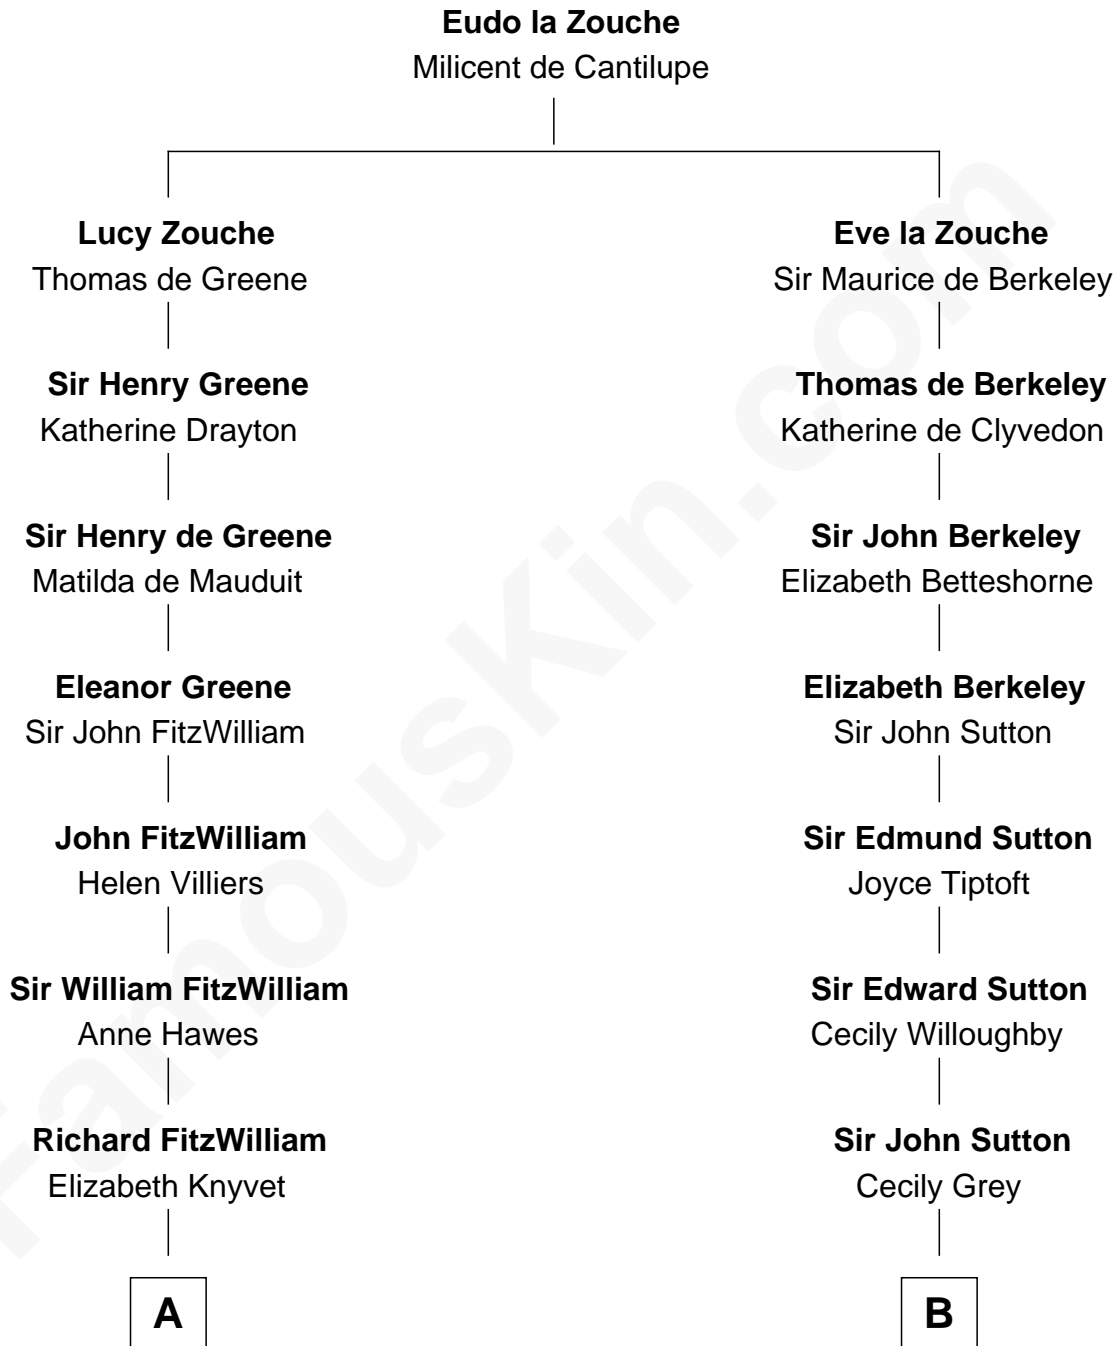 Eudo la Zouche
Milicent de Cantilupe
Lucy Zouche
Thomas de Greene
Eve la Zouche
Sir Maurice de Berkeley
Sir Henry Greene
Katherine Drayton
Thomas de Berkeley
Katherine de Clyvedon
Sir Henry de Greene
Matilda de Mauduit
Sir John Berkeley
Elizabeth Betteshorne
Eleanor Greene
Sir John FitzWilliam
Elizabeth Berkeley
Sir John Sutton
John FitzWilliam
Helen Villiers
Sir Edmund Sutton
Joyce Tiptoft
Sir William FitzWilliam
Anne Hawes
Sir Edward Sutton
Cecily Willoughby
Richard FitzWilliam
Elizabeth Knyvet
Sir John Sutton
Cecily Grey
A
B
FamousKin.com